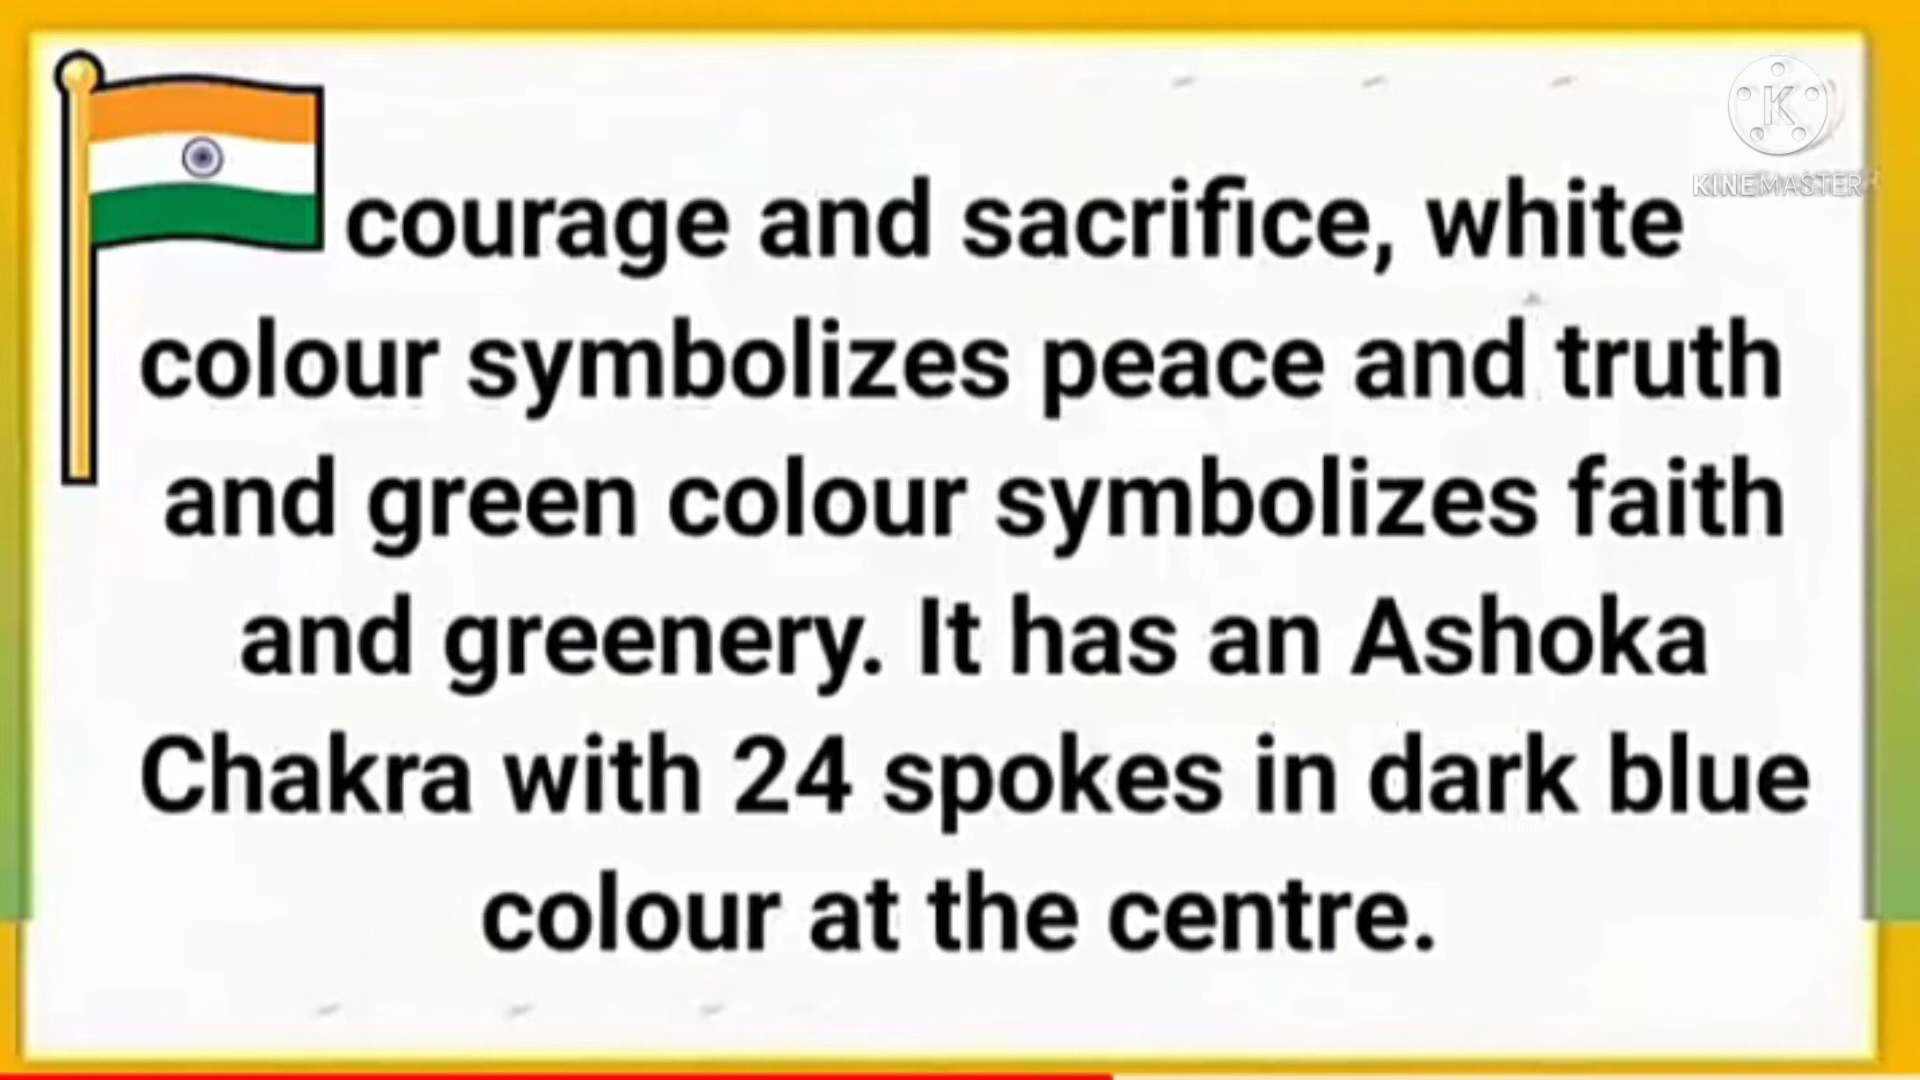 K
KINEMASTER
courage and sacrifice, white
colour symbolizes peace and truth
and green colour symbolizes faith
and greenery. It has an Ashoka
Chakra with 24 spokes in dark blue
colour at the centre.